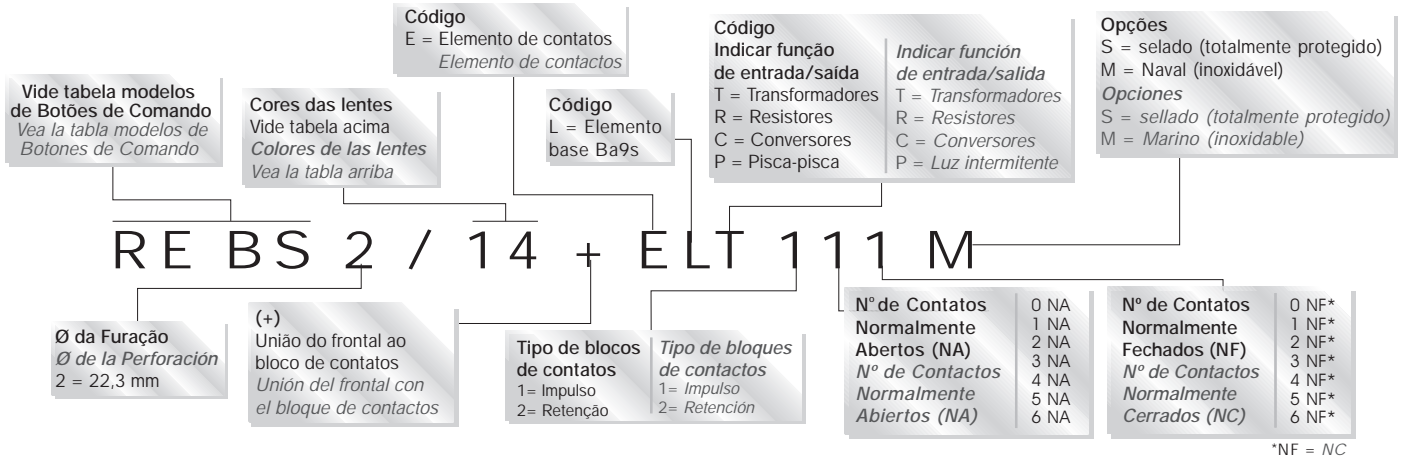 Código
E = Elemento de contatos
Elemento de contactos
Código
Indicar função
de entrada/saída
T = Transformadores
R = Resistores
C = Conversores
P = Pisca-pisca
Indicar función
de entrada/salida
T = Transformadores
R = Resistores
C = Conversores
P = Luz intermitente
Opções
S = selado (totalmente protegido)
M = Naval (inoxidável)
Opciones
S = sellado (totalmente protegido)
M = Marino (inoxidable)
Vide tabela modelos
de Botões de Comando
Vea la tabla modelos de
Botones de Comando
Cores das lentes
Vide tabela acima
Colores de las lentes
Vea la tabla arriba
Código
L = Elemento
base Ba9s
RE BS 2 / 14 + ELT 111 M
Ø da Furação
Ø de la Perforación
2 = 22,3 mm
(+)
União do frontal ao
bloco de contatos
Unión del frontal con
el bloque de contactos
Tipo de blocos
de contatos
1= Impulso
2= Retenção
Tipo de bloques
de contactos
1= Impulso
2= Retención
Nº de Contatos
Normalmente
Abertos (NA)
Nº de Contactos
Normalmente
Abiertos (NA)
0 NA
1 NA
2 NA
3 NA
4 NA
5 NA
6 NA
Nº de Contatos
Normalmente
Fechados (NF)
Nº de Contactos
Normalmente
Cerrados (NC)
0 NF*
1 NF*
2 NF*
3 NF*
4 NF*
5 NF*
6 NF*
*NF = NC